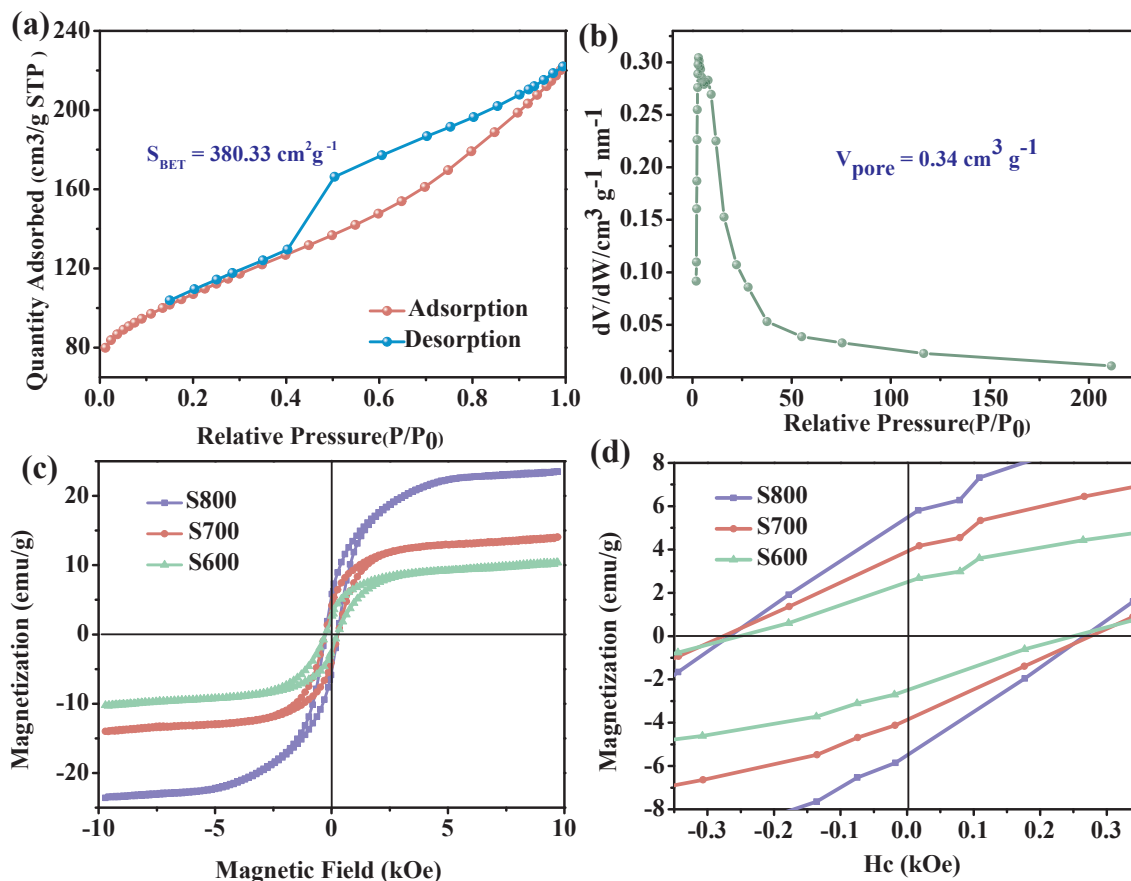 (a)
Quantity Adsorbed (cm3/g STP )
240
200
160
120
80
S_BET = 380.33 cm²g⁻¹
Adsorption
Desorption
0.0 0.2 0.4 0.6 0.8 1.0
Relative Pressure(P/P₀)
(b)
dV/dW/cm³ g⁻¹ nm⁻¹
0.30
0.25
0.20
0.15
0.10
0.05
0.00
V_pore = 0.34 cm³ g⁻¹
0 50 100 150 200
Relative Pressure(P/P₀)
(c)
Magnetization (emu/g)
20
10
0
-10
-20
S800
S700
S600
-10 -5 0 5 10
Magnetic Field (kOe)
(d)
Magnetization (emu/g)
8
6
4
2
0
-2
-4
-6
-8
S800
S700
S600
-0.3 -0.2 -0.1 0.0 0.1 0.2 0.3
Hc (kOe)